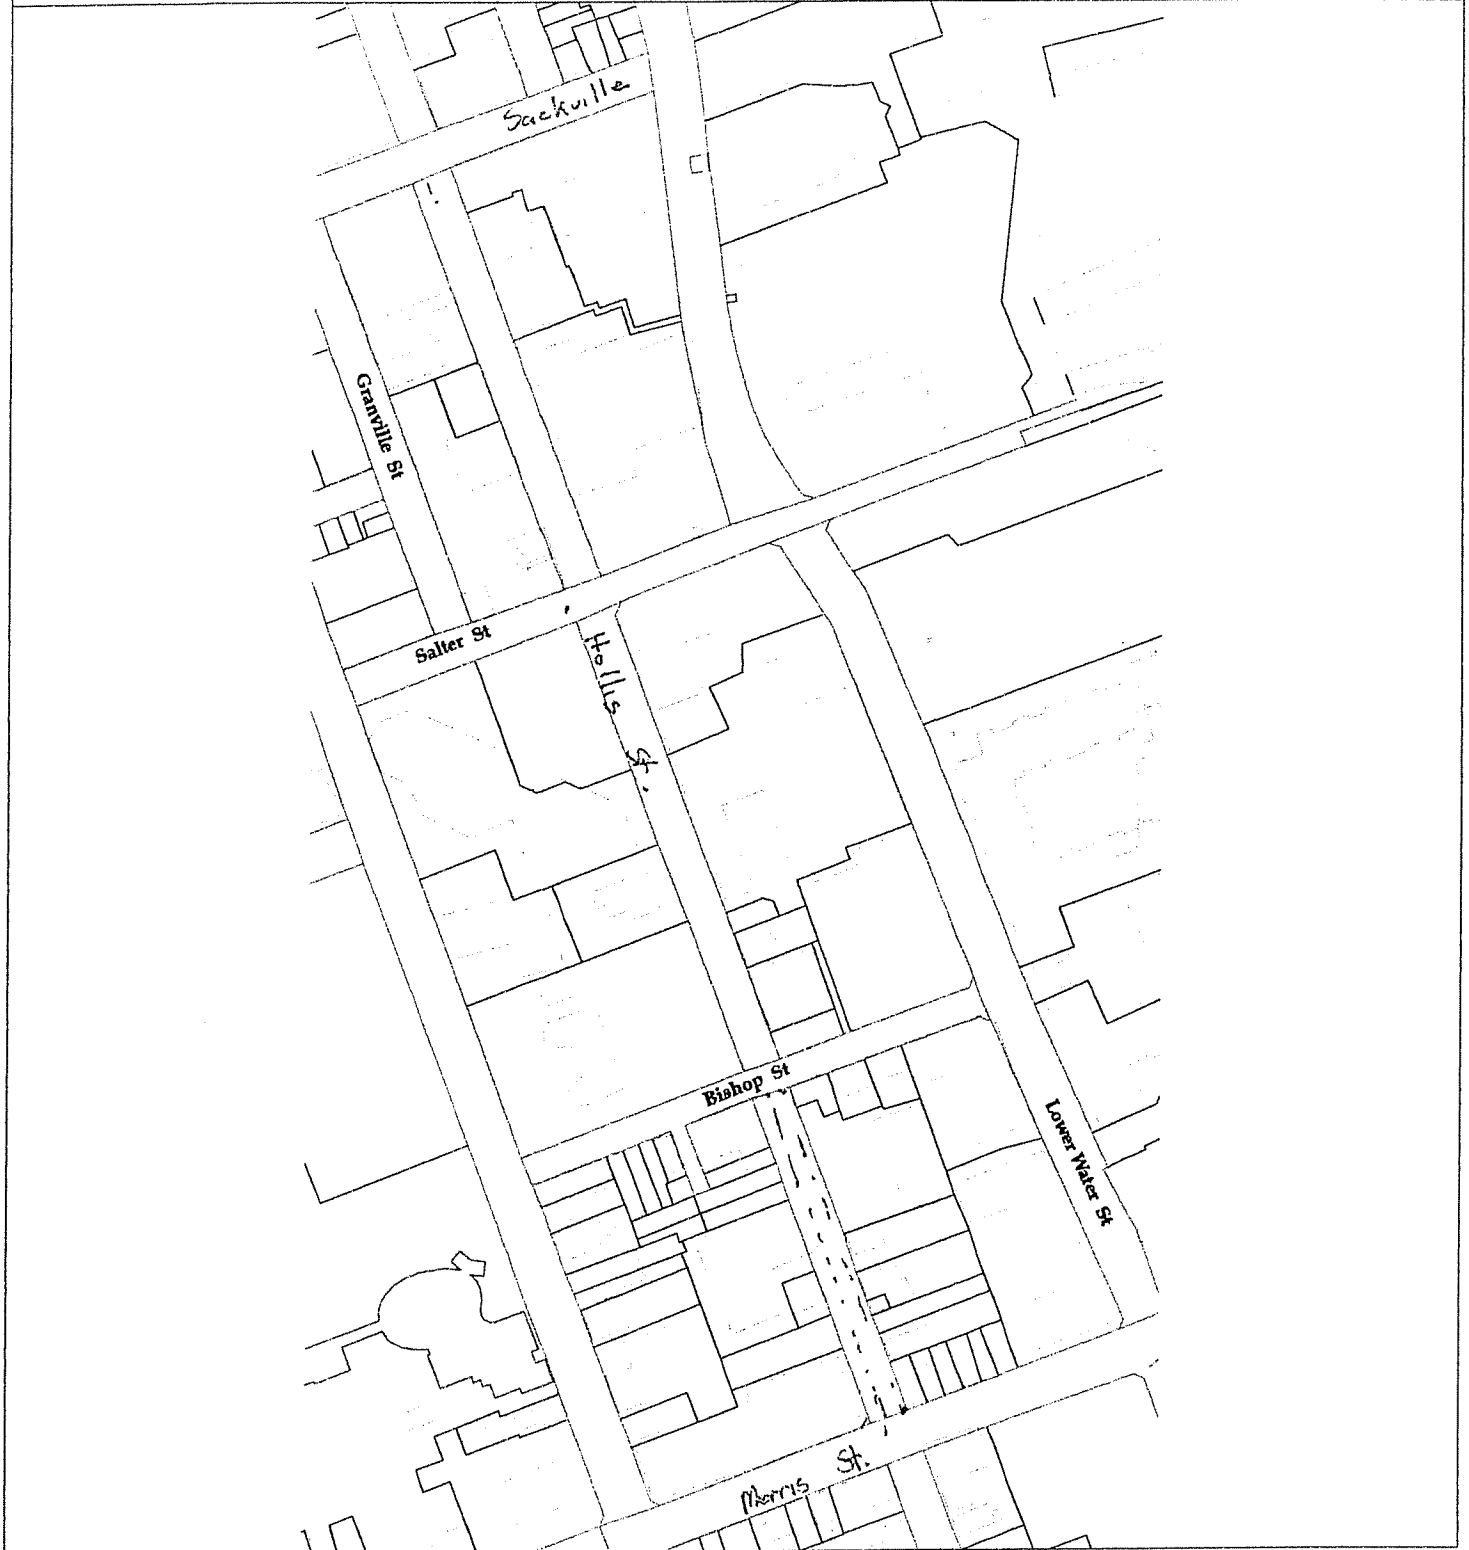 Sackville
Granville St
Salter St
Hollis St.
Bishop St
Lower Water St
Morris St.